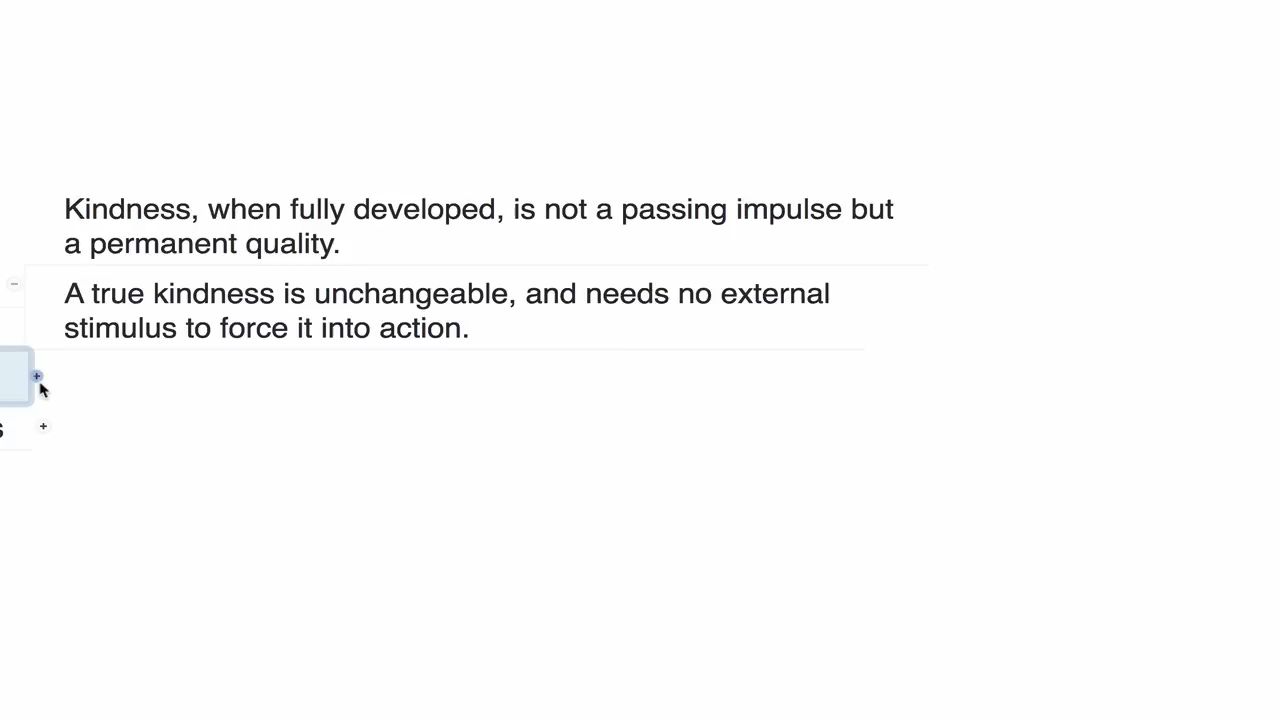 Kindness, when fully developed, is not a passing impulse but
a permanent quality.
A true kindness is unchangeable, and needs no external
stimulus to force it into action.
s